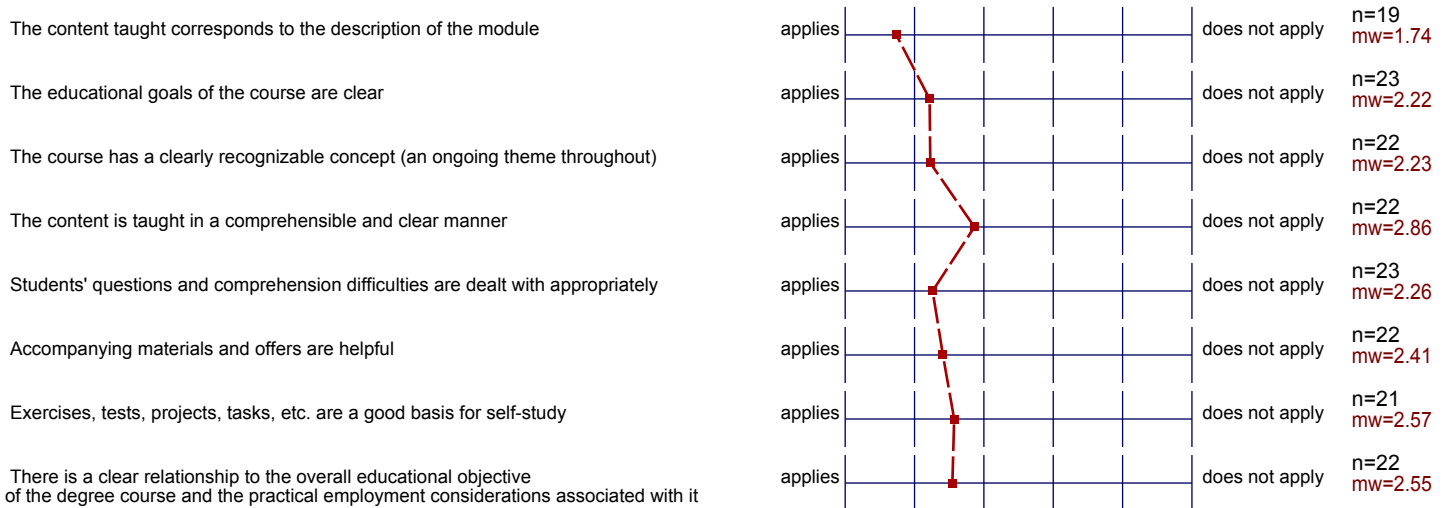 The content taught corresponds to the description of the module applies does not apply n=19
mw=1.74
The educational goals of the course are clear applies does not apply n=23
mw=2.22
The course has a clearly recognizable concept (an ongoing theme throughout) applies does not apply n=22
mw=2.23
The content is taught in a comprehensible and clear manner applies does not apply n=22
mw=2.86
Students' questions and comprehension difficulties are dealt with appropriately applies does not apply n=23
mw=2.26
Accompanying materials and offers are helpful applies does not apply n=22
mw=2.41
Exercises, tests, projects, tasks, etc. are a good basis for self-study applies does not apply n=21
mw=2.57
There is a clear relationship to the overall educational objective applies does not apply n=22
of the degree course and the practical employment considerations associated with it mw=2.55